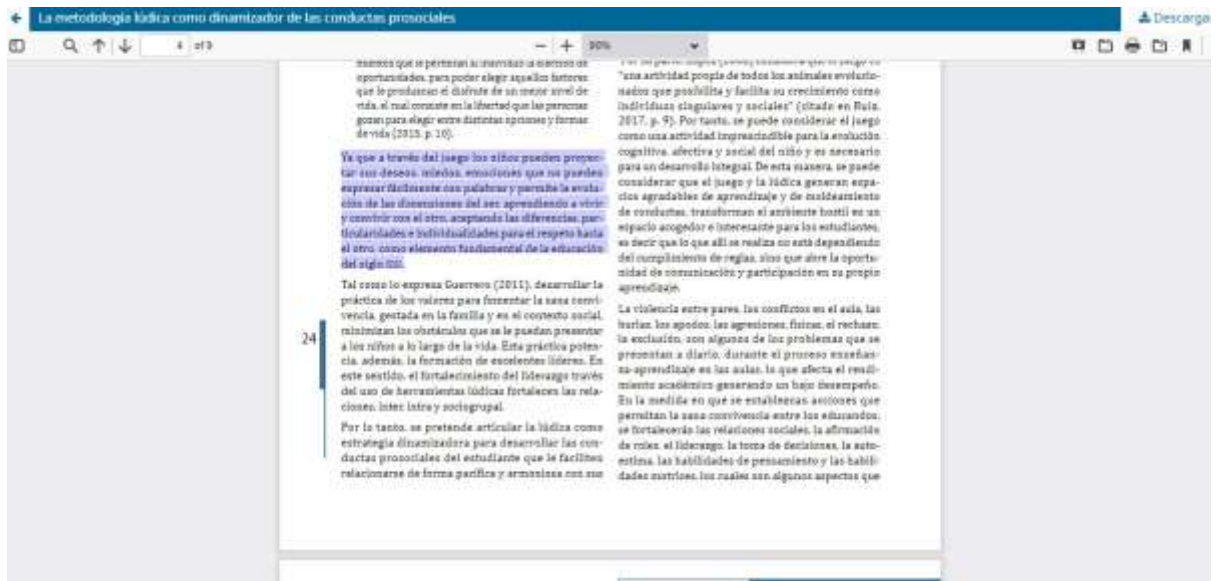 La metodología lúdica como dinamizador de las conductas prosociales
Descargar
4 of 9
90%
oportunidades, para poder elegir aquellos factores
que le produzcan el disfrute de un mejor nivel de
vida, el cual consiste en la libertad que las personas
gozan para elegir entre distintas opciones y formas
de vida (2015, p. 10).
Ya que a través del juego los niños pueden proyec-
tar sus deseos, miedos, emociones que no pueden
expresar fácilmente con palabras y permite la evolu-
ción de las dimensiones del ser, aprendiendo a vivir
y convivir con el otro, aceptando las diferencias, par-
ticularidades e individualidades para el respeto hacia
el otro, como elemento fundamental de la educación
del siglo XXI.
Tal como lo expresa Guerrero (2011), desarrollar la
práctica de los valores para fomentar la sana convi-
vencia, gestada en la familia y en el contexto social,
minimizan los obstáculos que se le puedan presentar
a los niños a lo largo de la vida. Esta práctica poten-
cia, además, la formación de excelentes líderes. En
este sentido, el fortalecimiento del liderazgo través
del uso de herramientas lúdicas fortalecen las rela-
ciones, inter, intra y sociogrupal.
Por lo tanto, se pretende articular la lúdica como
estrategia dinamizadora para desarrollar las con-
ductas prosociales del estudiante que le faciliten
relacionarse de forma pacífica y armoniosa con sus
24
"una actividad propia de todos los animales evolucio-
nados que posibilita y facilita su crecimiento como
individuos singulares y sociales" (citado en Ruiz,
2017, p. 9). Por tanto, se puede considerar el juego
como una actividad imprescindible para la evolución
cognitiva, afectiva y social del niño y es necesario
para un desarrollo integral. De esta manera, se puede
considerar que el juego y la lúdica generan espa-
cios agradables de aprendizaje y de moldeamiento
de conductas, transforman el ambiente hostil en un
espacio acogedor e interesante para los estudiantes,
es decir que lo que allí se realiza no está dependiendo
del cumplimiento de reglas, sino que abre la oportu-
nidad de comunicación y participación en su propio
aprendizaje.
La violencia entre pares, los conflictos en el aula, las
burlas, los apodos, las agresiones, físicas, el rechazo,
la exclusión, son algunos de los problemas que se
presentan a diario, durante el proceso enseñan-
za-aprendizaje en las aulas, lo que afecta el rendi-
miento académico generando un bajo desempeño.
En la medida en que se establezcan acciones que
permitan la sana convivencia entre los educandos,
se fortalecerán las relaciones sociales, la afirmación
de roles, el liderazgo, la toma de decisiones, la auto-
estima, las habilidades de pensamiento y las habili-
dades motrices, los cuales son algunos aspectos que